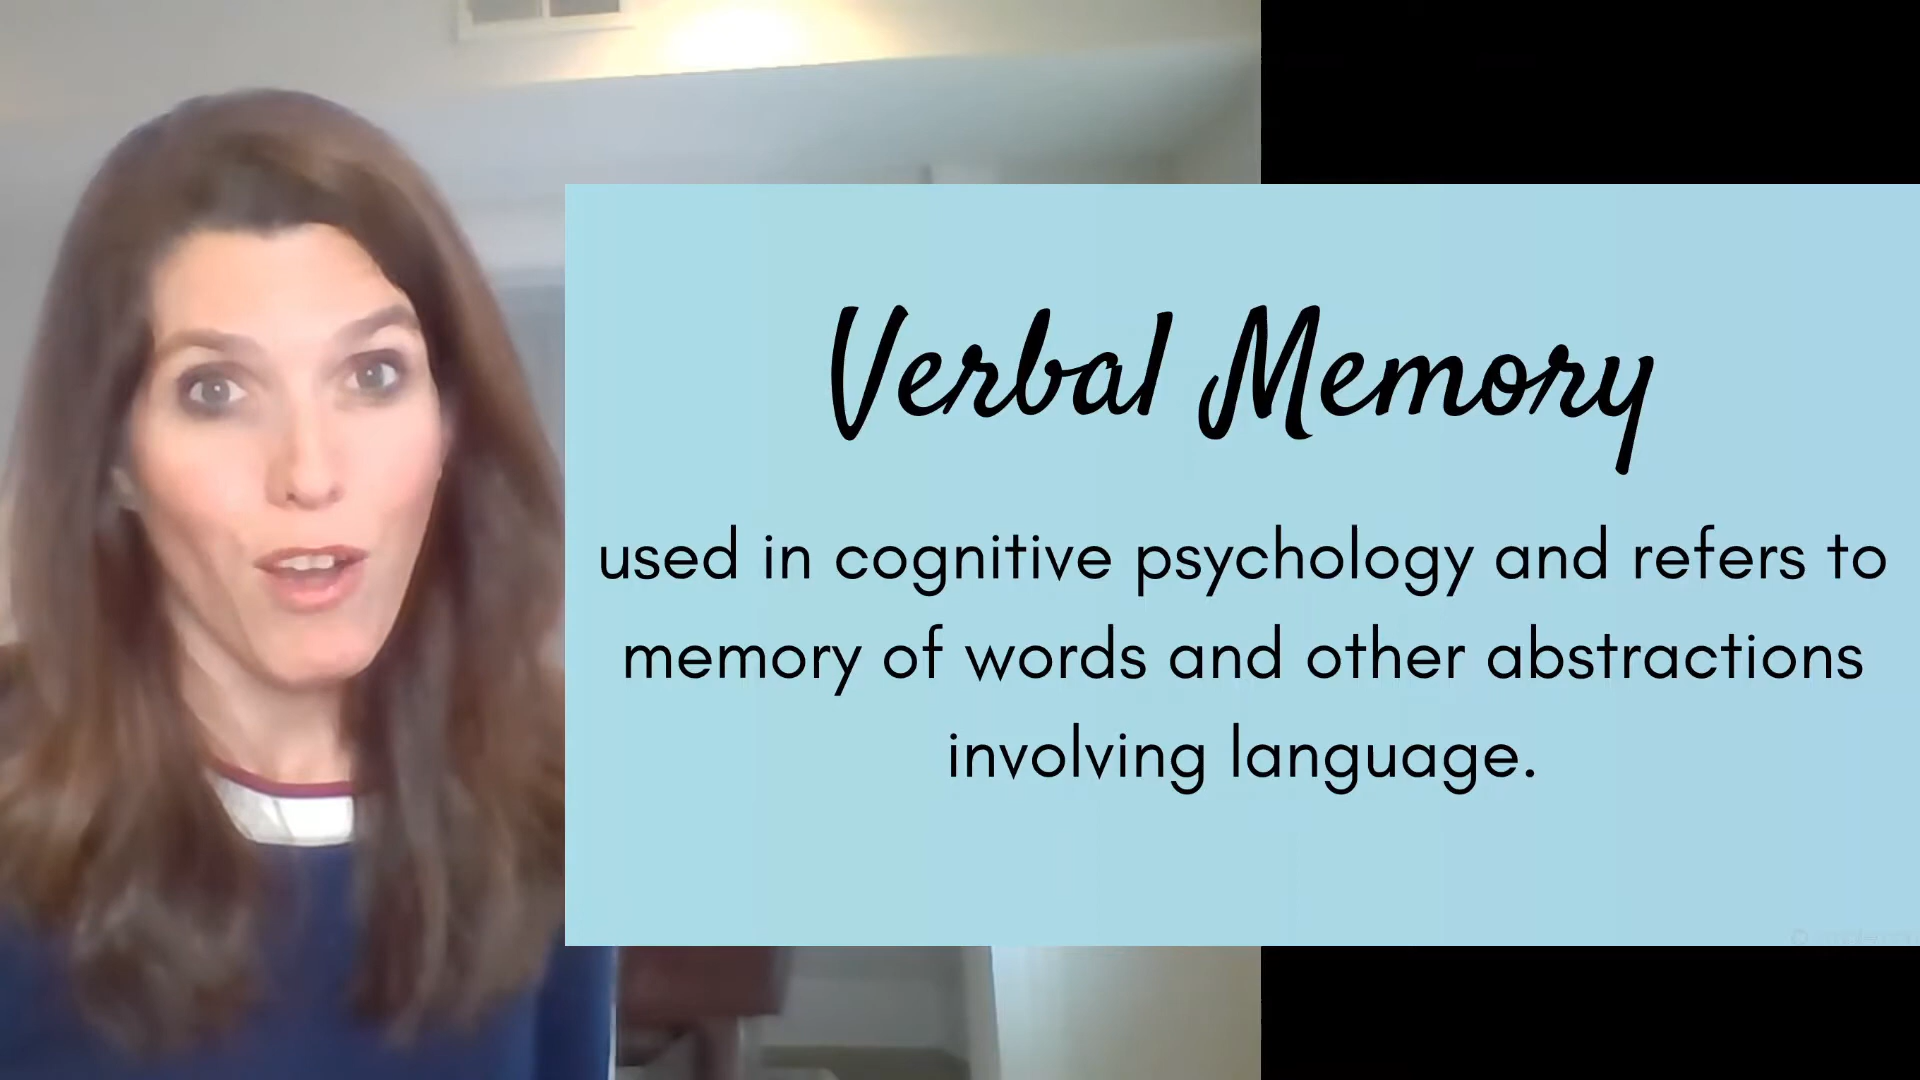 Verbal Memory
used in cognitive psychology and refers to
memory of words and other abstractions
involving language.